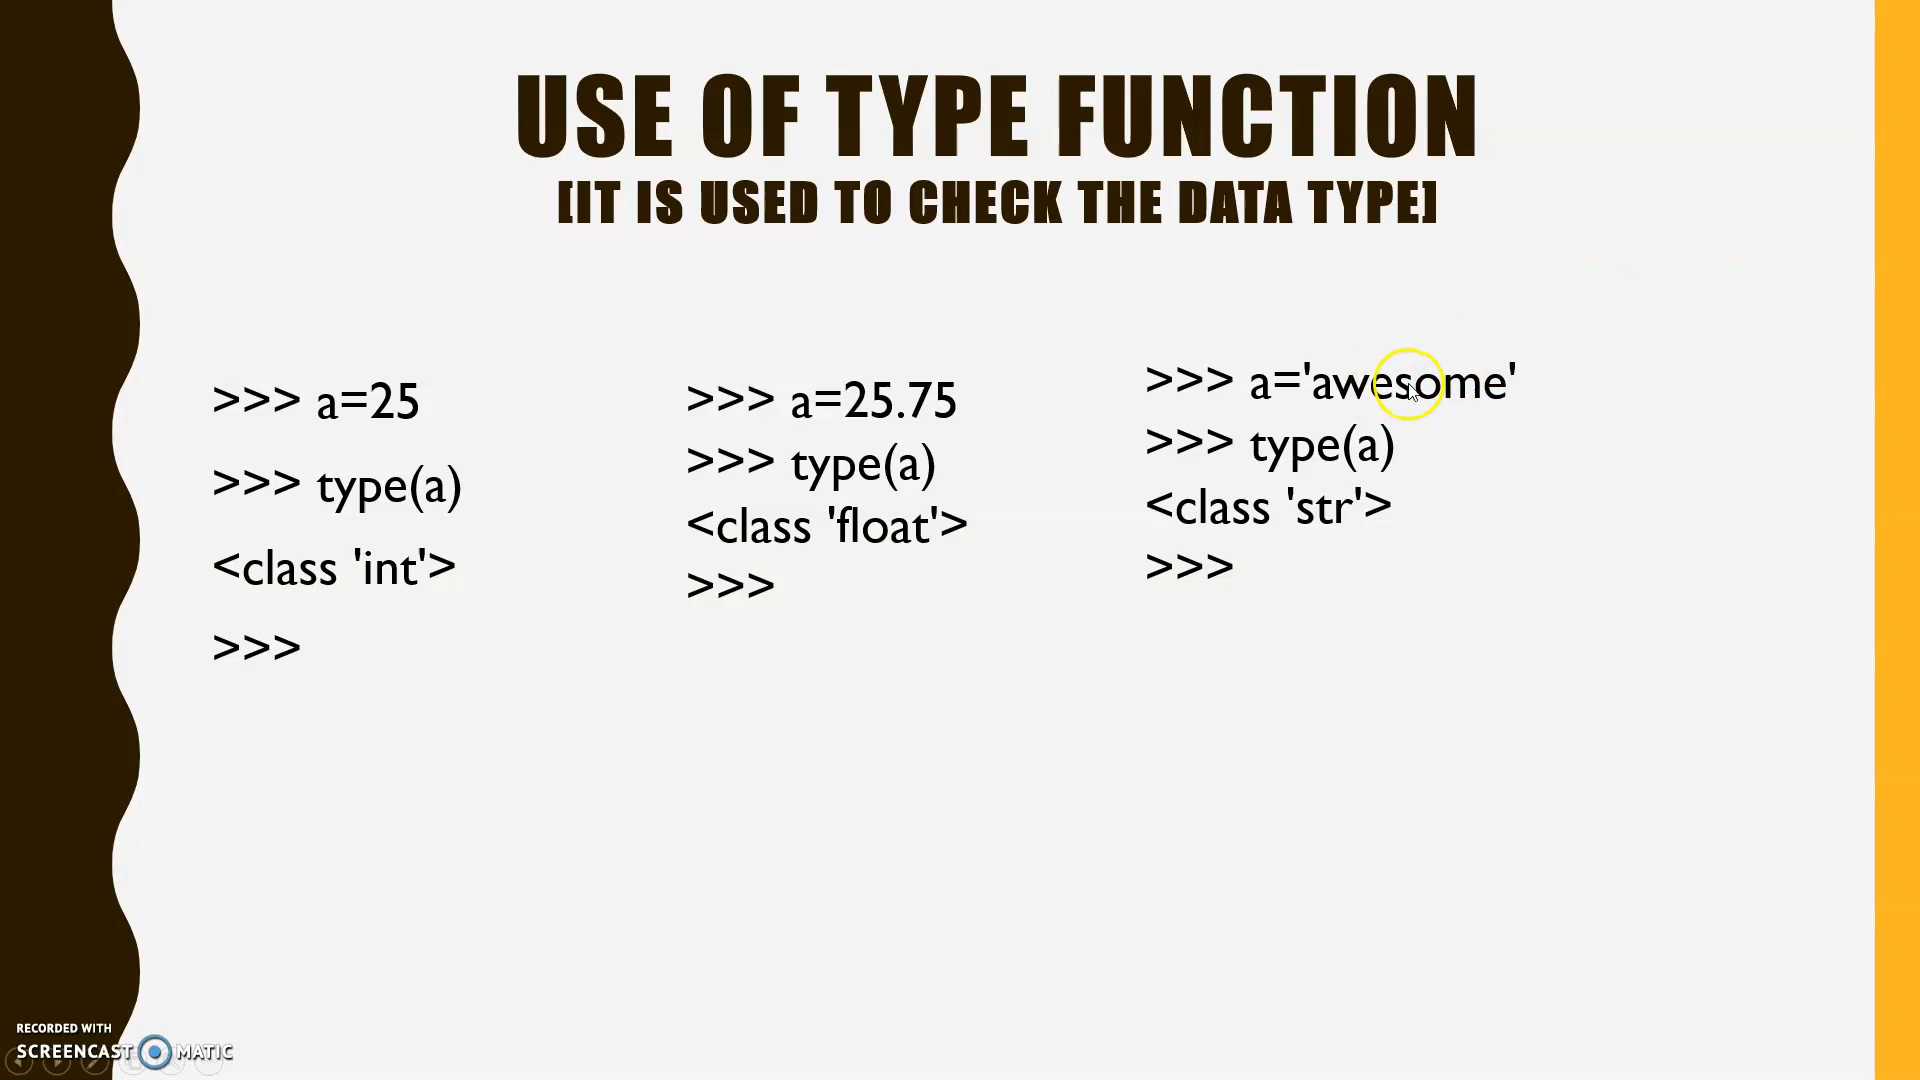 USE OF TYPE FUNCTION
[IT IS USED TO CHECK THE DATA TYPE]
>>> a=25
>>> type(a)
<class 'int'>
>>>
>>> a=25.75
>>> type(a)
<class 'float'>
>>>
>>> a='awesome'
>>> type(a)
<class 'str'>
>>>
RECORDED WITH
SCREENCAST MATIC